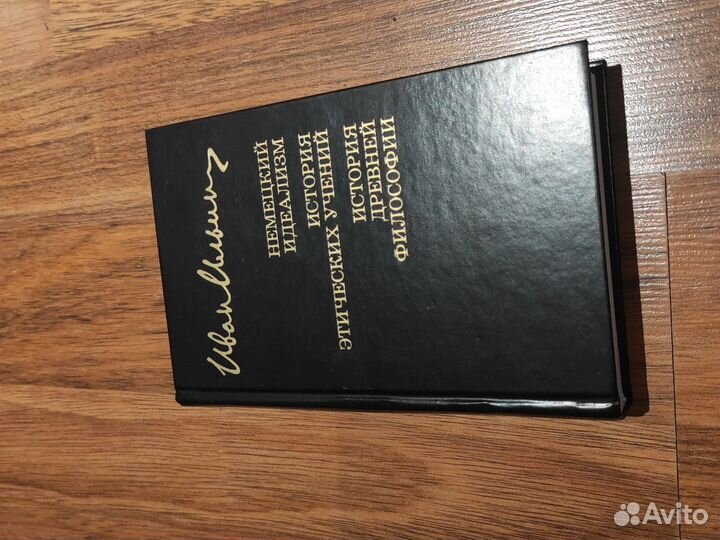 Иван Ильин
НЕМЕЦКИЙ
ИДЕАЛИЗМ
ИСТОРИЯ
ЭТИЧЕСКИХ УЧЕНИЙ
ИСТОРИЯ
ДРЕВНЕЙ
ФИЛОСОФИИ
Avito